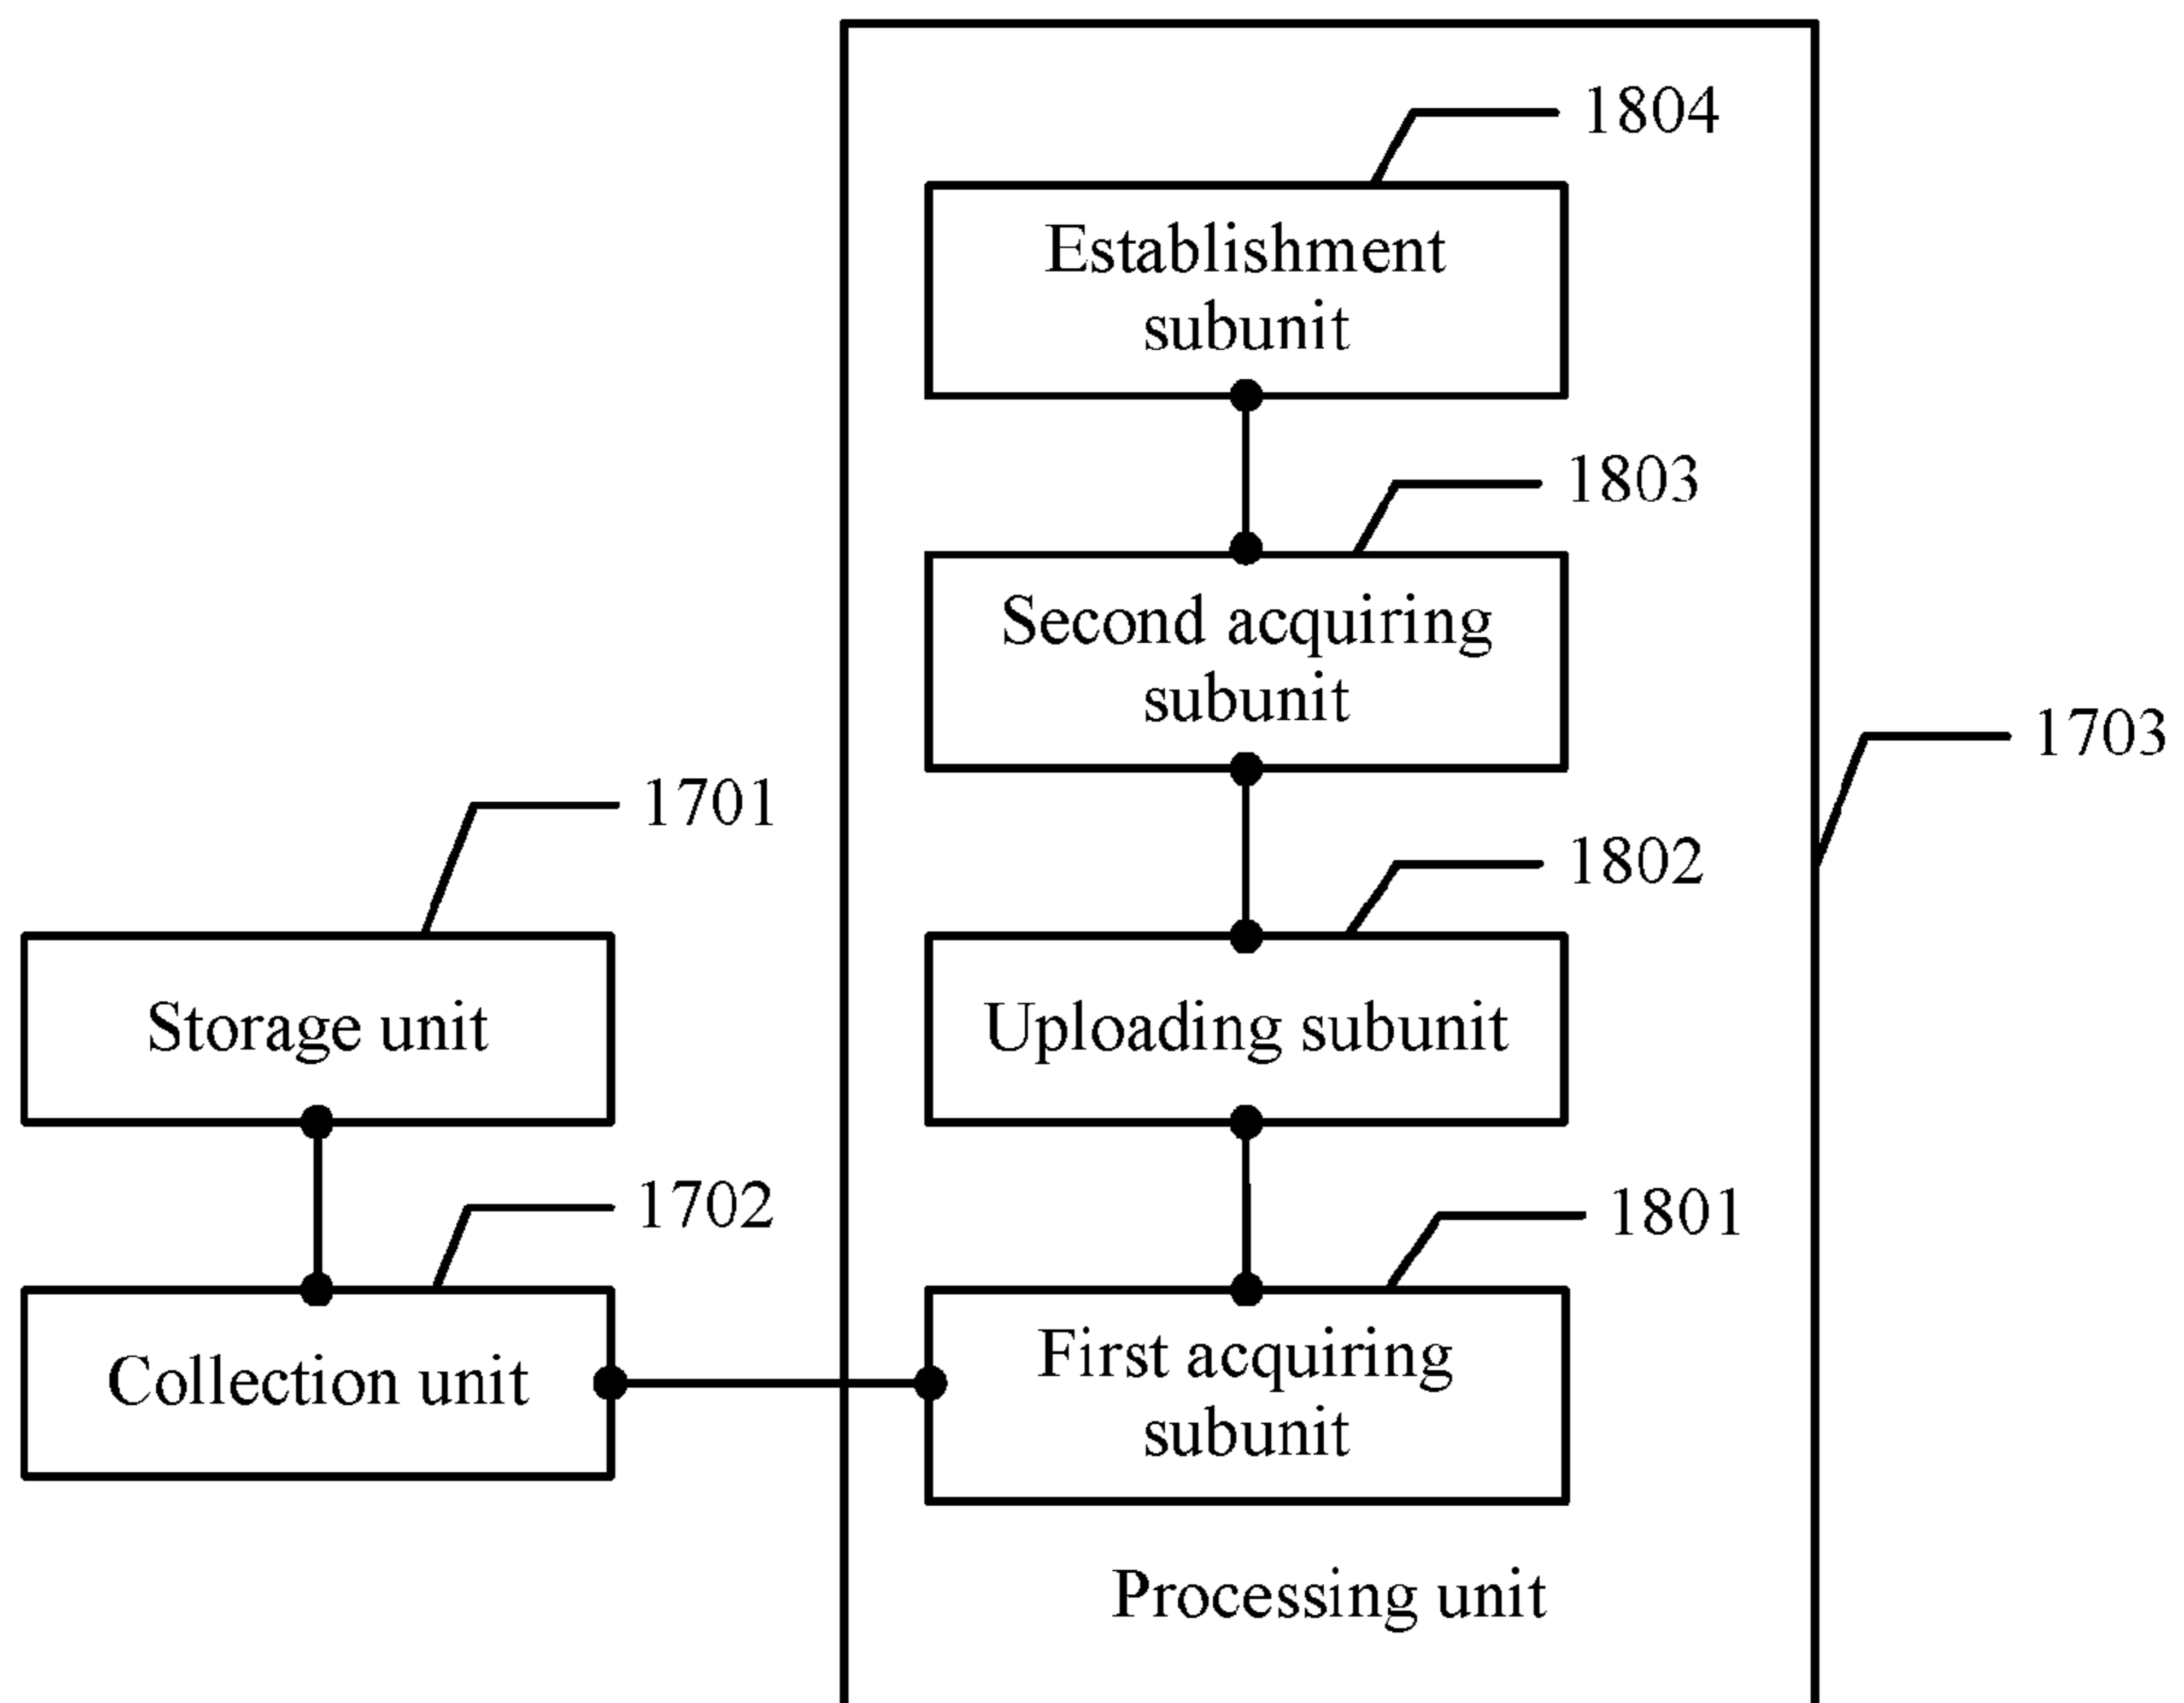 1804
Establishment
subunit
1803
Second acquiring
subunit
1703
1701
1802
Storage unit
Uploading subunit
1702
1801
Collection unit
First acquiring
subunit
Processing unit